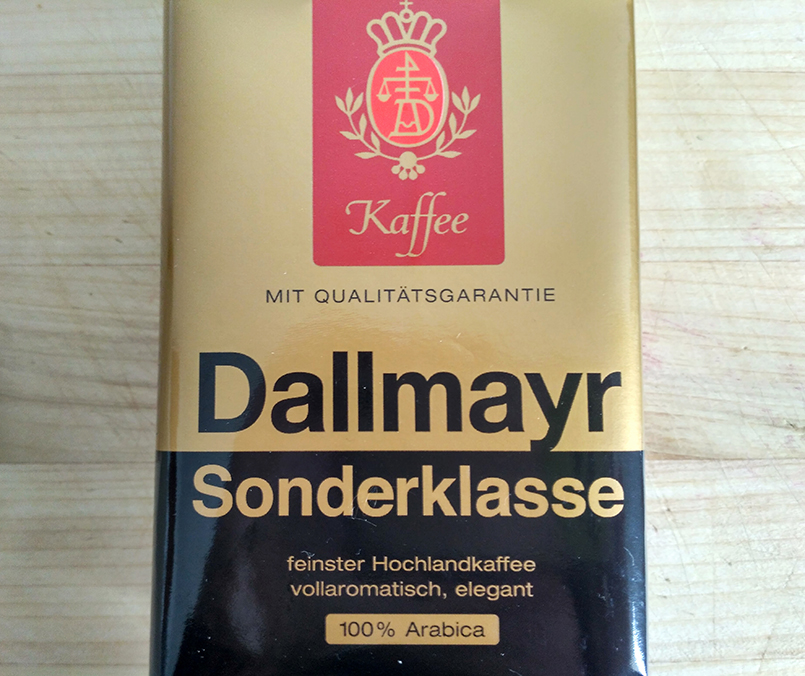 Kaffee
MIT QUALITÄTSGARANTIE
Dallmayr
Sonderklasse
feinster Hochlandkaffee
vollaromatisch, elegant
100% Arabica